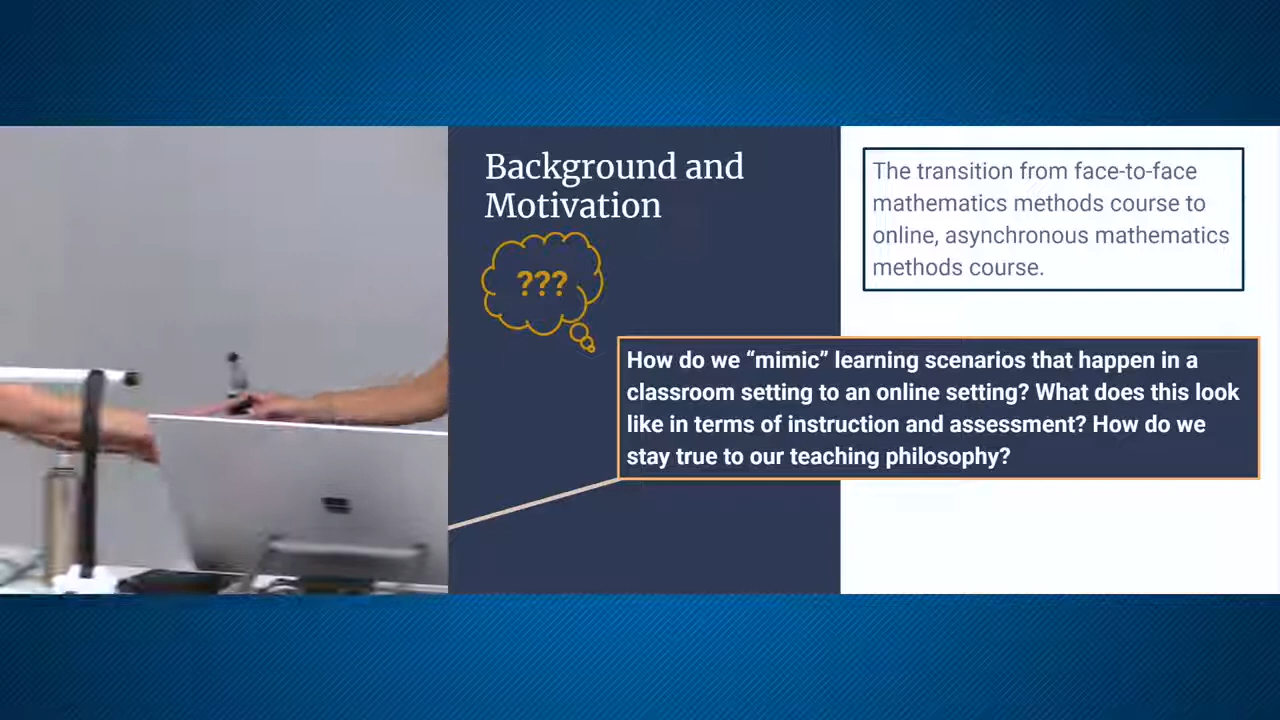 Background and
Motivation
???
The transition from face-to-face
mathematics methods course to
online, asynchronous mathematics
methods course.
How do we “mimic” learning scenarios that happen in a
classroom setting to an online setting? What does this look
like in terms of instruction and assessment? How do we
stay true to our teaching philosophy?